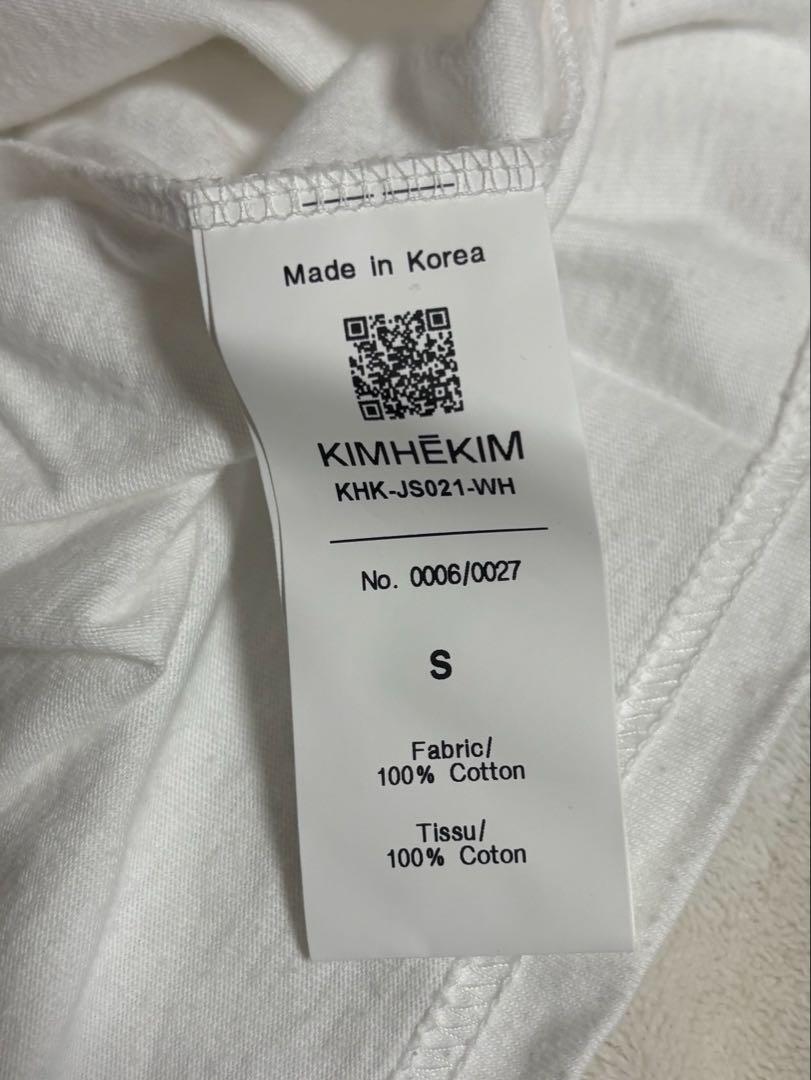 Made in Korea
KIMHĒKIM
KHK-JS021-WH
No. 0006/0027
S
Fabric/
100% Cotton
Tissu/
100% Coton